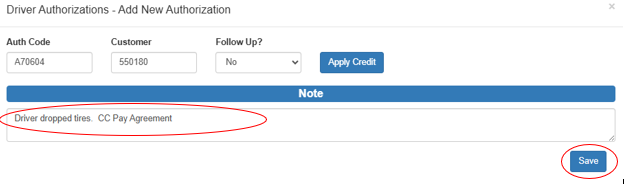 Driver Authorizations - Add New Authorization
×
Auth Code Customer Follow Up?
A70604 550180 No Apply Credit
Note
Driver dropped tires.  CC Pay Agreement
Save